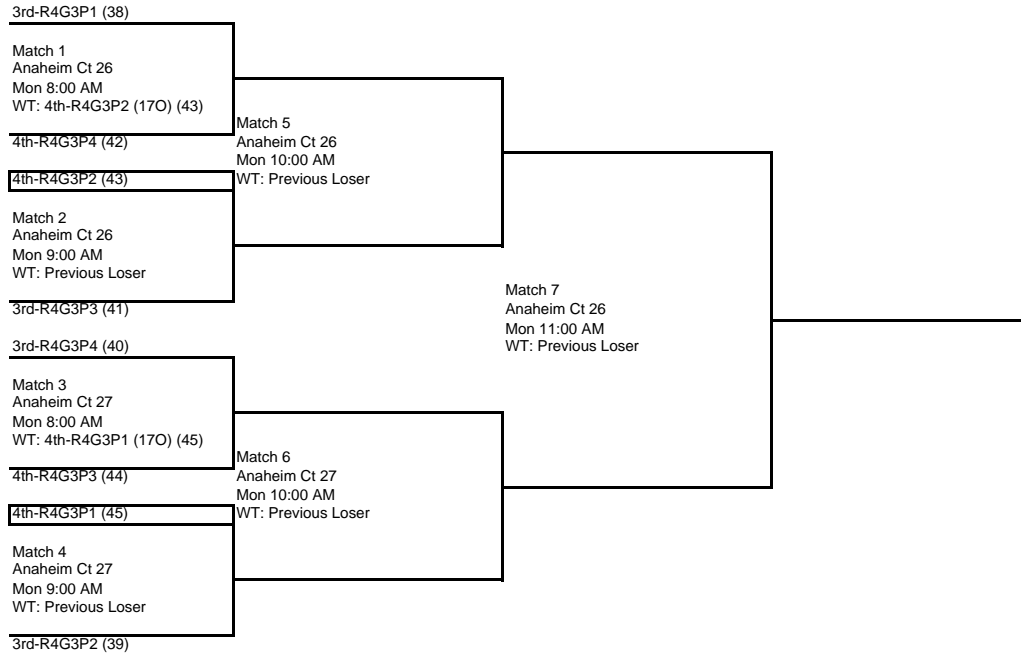 3rd-R4G3P1 (38)
Match 1
Anaheim Ct 26
Mon 8:00 AM
WT: 4th-R4G3P2 (17O) (43)
4th-R4G3P4 (42)
Match 5
Anaheim Ct 26
Mon 10:00 AM
WT: Previous Loser
4th-R4G3P2 (43)
Match 2
Anaheim Ct 26
Mon 9:00 AM
WT: Previous Loser
3rd-R4G3P3 (41)
Match 7
Anaheim Ct 26
Mon 11:00 AM
WT: Previous Loser
3rd-R4G3P4 (40)
Match 3
Anaheim Ct 27
Mon 8:00 AM
WT: 4th-R4G3P1 (17O) (45)
4th-R4G3P3 (44)
Match 6
Anaheim Ct 27
Mon 10:00 AM
WT: Previous Loser
4th-R4G3P1 (45)
Match 4
Anaheim Ct 27
Mon 9:00 AM
WT: Previous Loser
3rd-R4G3P2 (39)